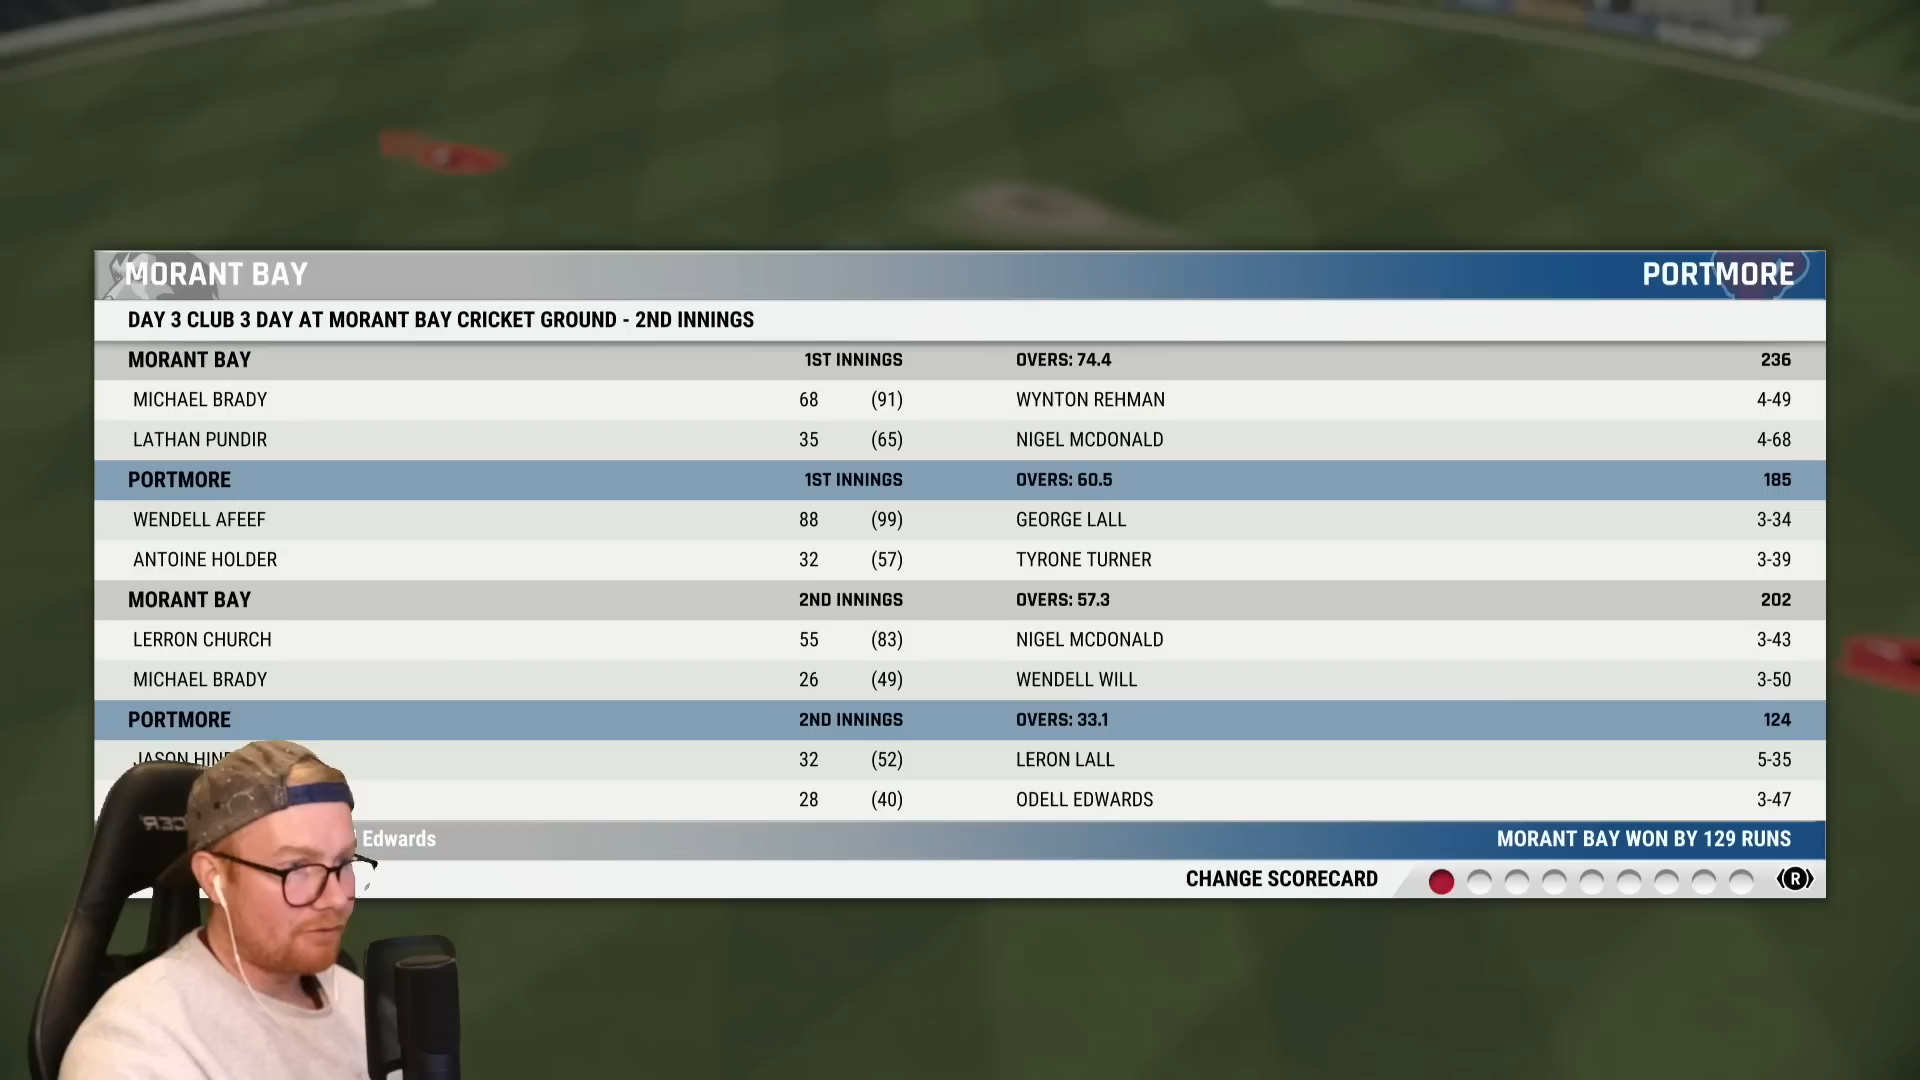 MORANT BAY PORTMORE
DAY 3 CLUB 3 DAY AT MORANT BAY CRICKET GROUND - 2ND INNINGS
MORANT BAY 1ST INNINGS OVERS: 74.4 236
MICHAEL BRADY 68 (91) WYNTON REHMAN 4-49
LATHAN PUNDIR 35 (65) NIGEL MCDONALD 4-68
PORTMORE 1ST INNINGS OVERS: 60.5 185
WENDELL AFEEF 88 (99) GEORGE LALL 3-34
ANTOINE HOLDER 32 (57) TYRONE TURNER 3-39
MORANT BAY 2ND INNINGS OVERS: 57.3 202
LERRON CHURCH 55 (83) NIGEL MCDONALD 3-43
MICHAEL BRADY 26 (49) WENDELL WILL 3-50
PORTMORE 2ND INNINGS OVERS: 33.1 124
JASON 32 (52) LERON LALL 5-35
28 (40) ODELL EDWARDS 3-47
Edwards MORANT BAY WON BY 129 RUNS
CHANGE SCORECARD R